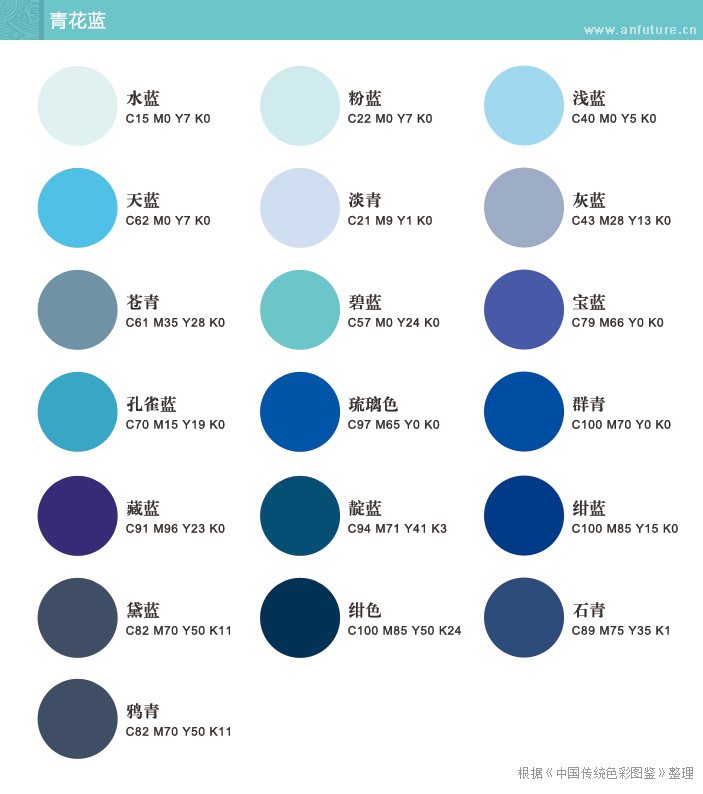 青花蓝
www.anfuture.cn
水蓝
C15 M0 Y7 K0
粉蓝
C22 M0 Y7 K0
浅蓝
C40 M0 Y5 K0
天蓝
C62 M0 Y7 K0
淡青
C21 M9 Y1 K0
灰蓝
C43 M28 Y13 K0
苍青
C61 M35 Y28 K0
碧蓝
C57 M0 Y24 K0
宝蓝
C79 M66 Y0 K0
孔雀蓝
C70 M15 Y19 K0
琉璃色
C97 M65 Y0 K0
群青
C100 M70 Y0 K0
藏蓝
C91 M96 Y23 K0
靛蓝
C94 M71 Y41 K3
绀蓝
C100 M85 Y15 K0
黛蓝
C82 M70 Y50 K11
绀色
C100 M85 Y50 K24
石青
C89 M75 Y35 K1
鸦青
C82 M70 Y50 K11
根据《中国传统色彩图鉴》整理